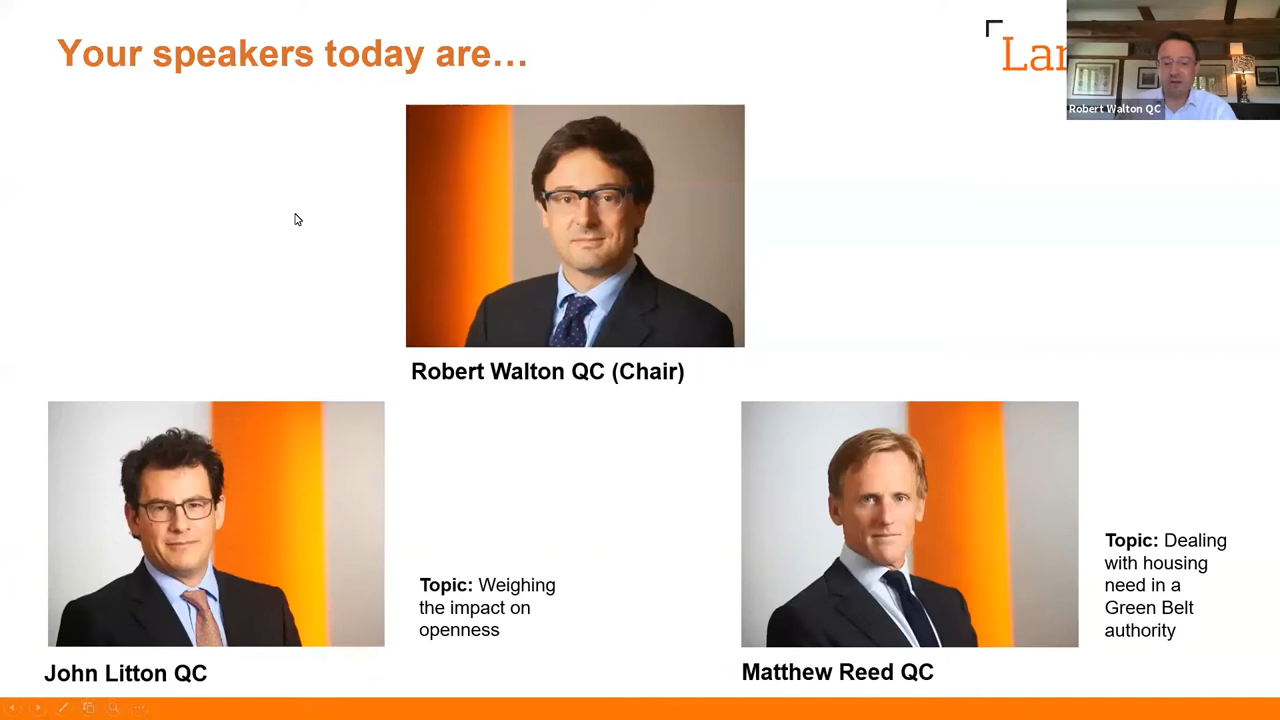 Your speakers today are…
Robert Walton QC
Robert Walton QC (Chair)
Topic: Weighing
the impact on
openness
John Litton QC
Topic: Dealing
with housing
need in a
Green Belt
authority
Matthew Reed QC